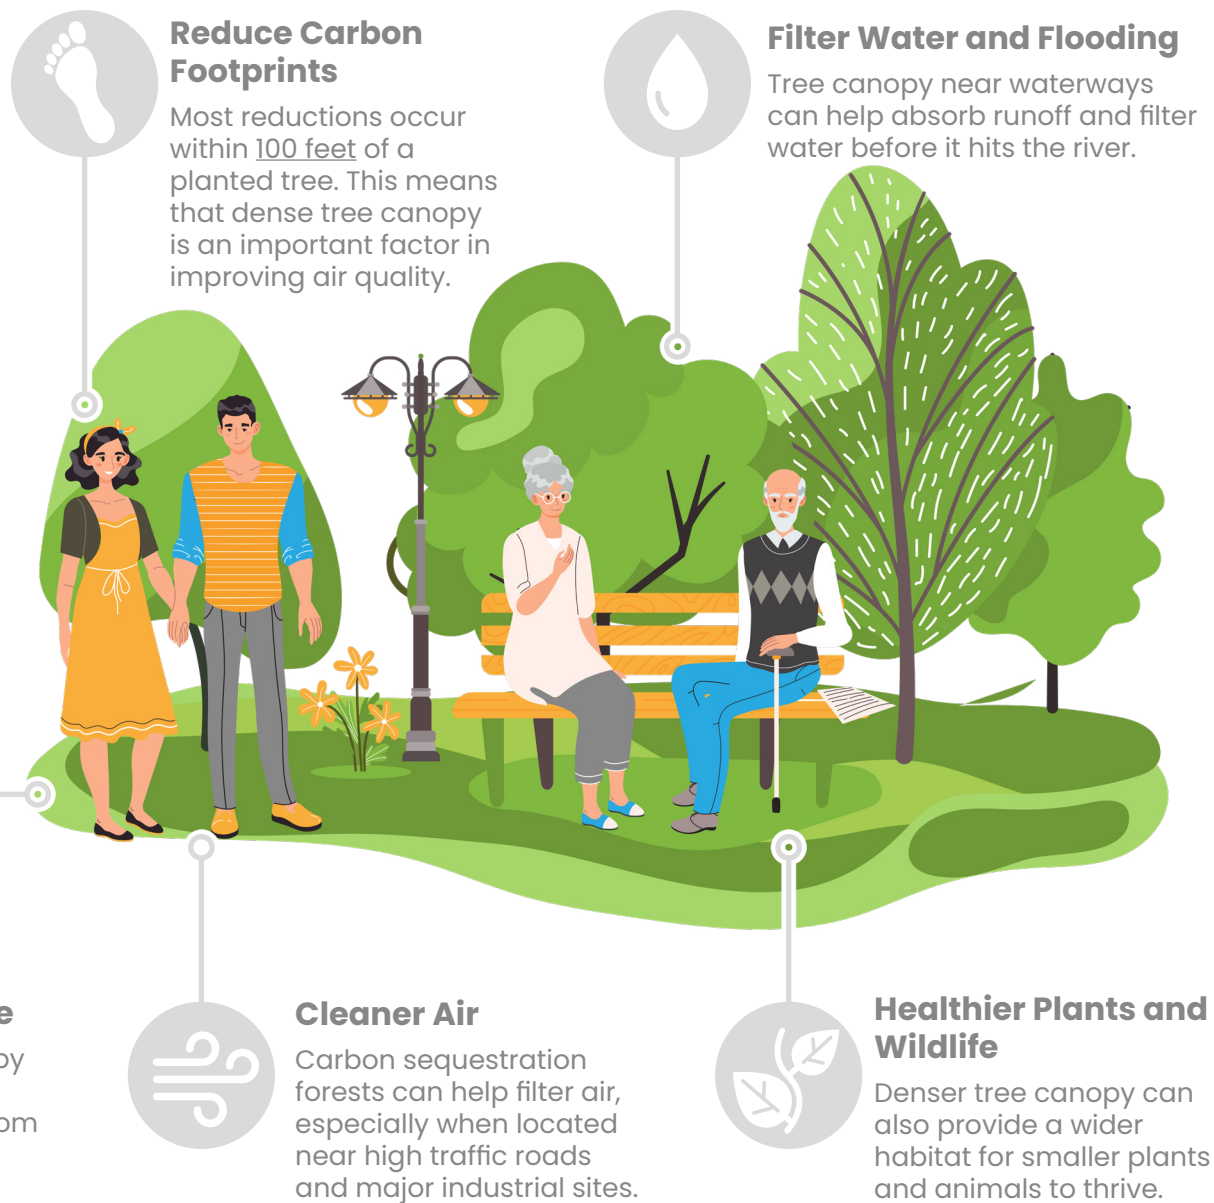 Reduce Carbon
Footprints
Most reductions occur
within 100 feet of a
planted tree. This means
that dense tree canopy
is an important factor in
improving air quality.
Filter Water and Flooding
Tree canopy near waterways
can help absorb runoff and filter
water before it hits the river.
Cleaner Air
Carbon sequestration
forests can help filter air,
especially when located
near high traffic roads
and major industrial sites.
Healthier Plants and
Wildlife
Denser tree canopy can
also provide a wider
habitat for smaller plants
and animals to thrive.